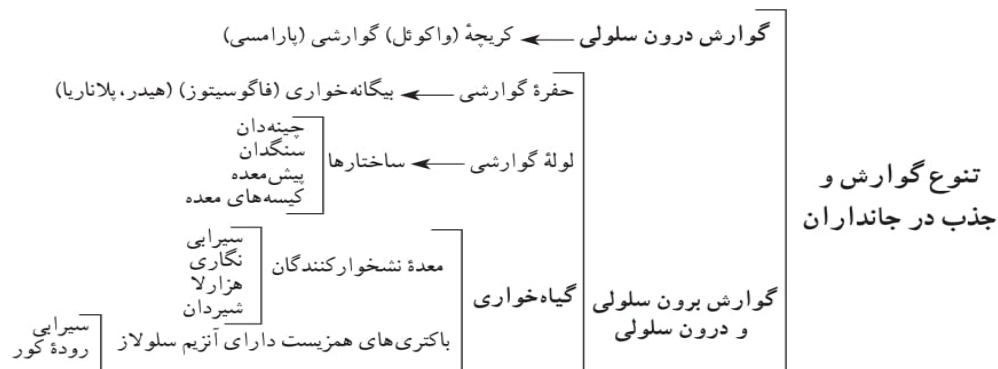 تنوع گوارش و
جذب در جانداران
گوارش درون سلولی
کریچهٔ (واکوئل) گوارشی (پارامسی)
گوارش برون سلولی
و درون سلولی
حفرهٔ گوارشی
بیگانه‌خواری (فاگوسیتوز) (هیدر، پلاناریا)
لولهٔ گوارشی
ساختارها
چینه‌دان
سنگدان
پیش‌معده
کیسه‌های معده
گیاه‌خواری
معدهٔ نشخوارکنندگان
سیرابی
نگاری
هزارلا
شیردان
باکتری‌های همزیست دارای آنزیم سلولاز
سیرابی
رودهٔ کور